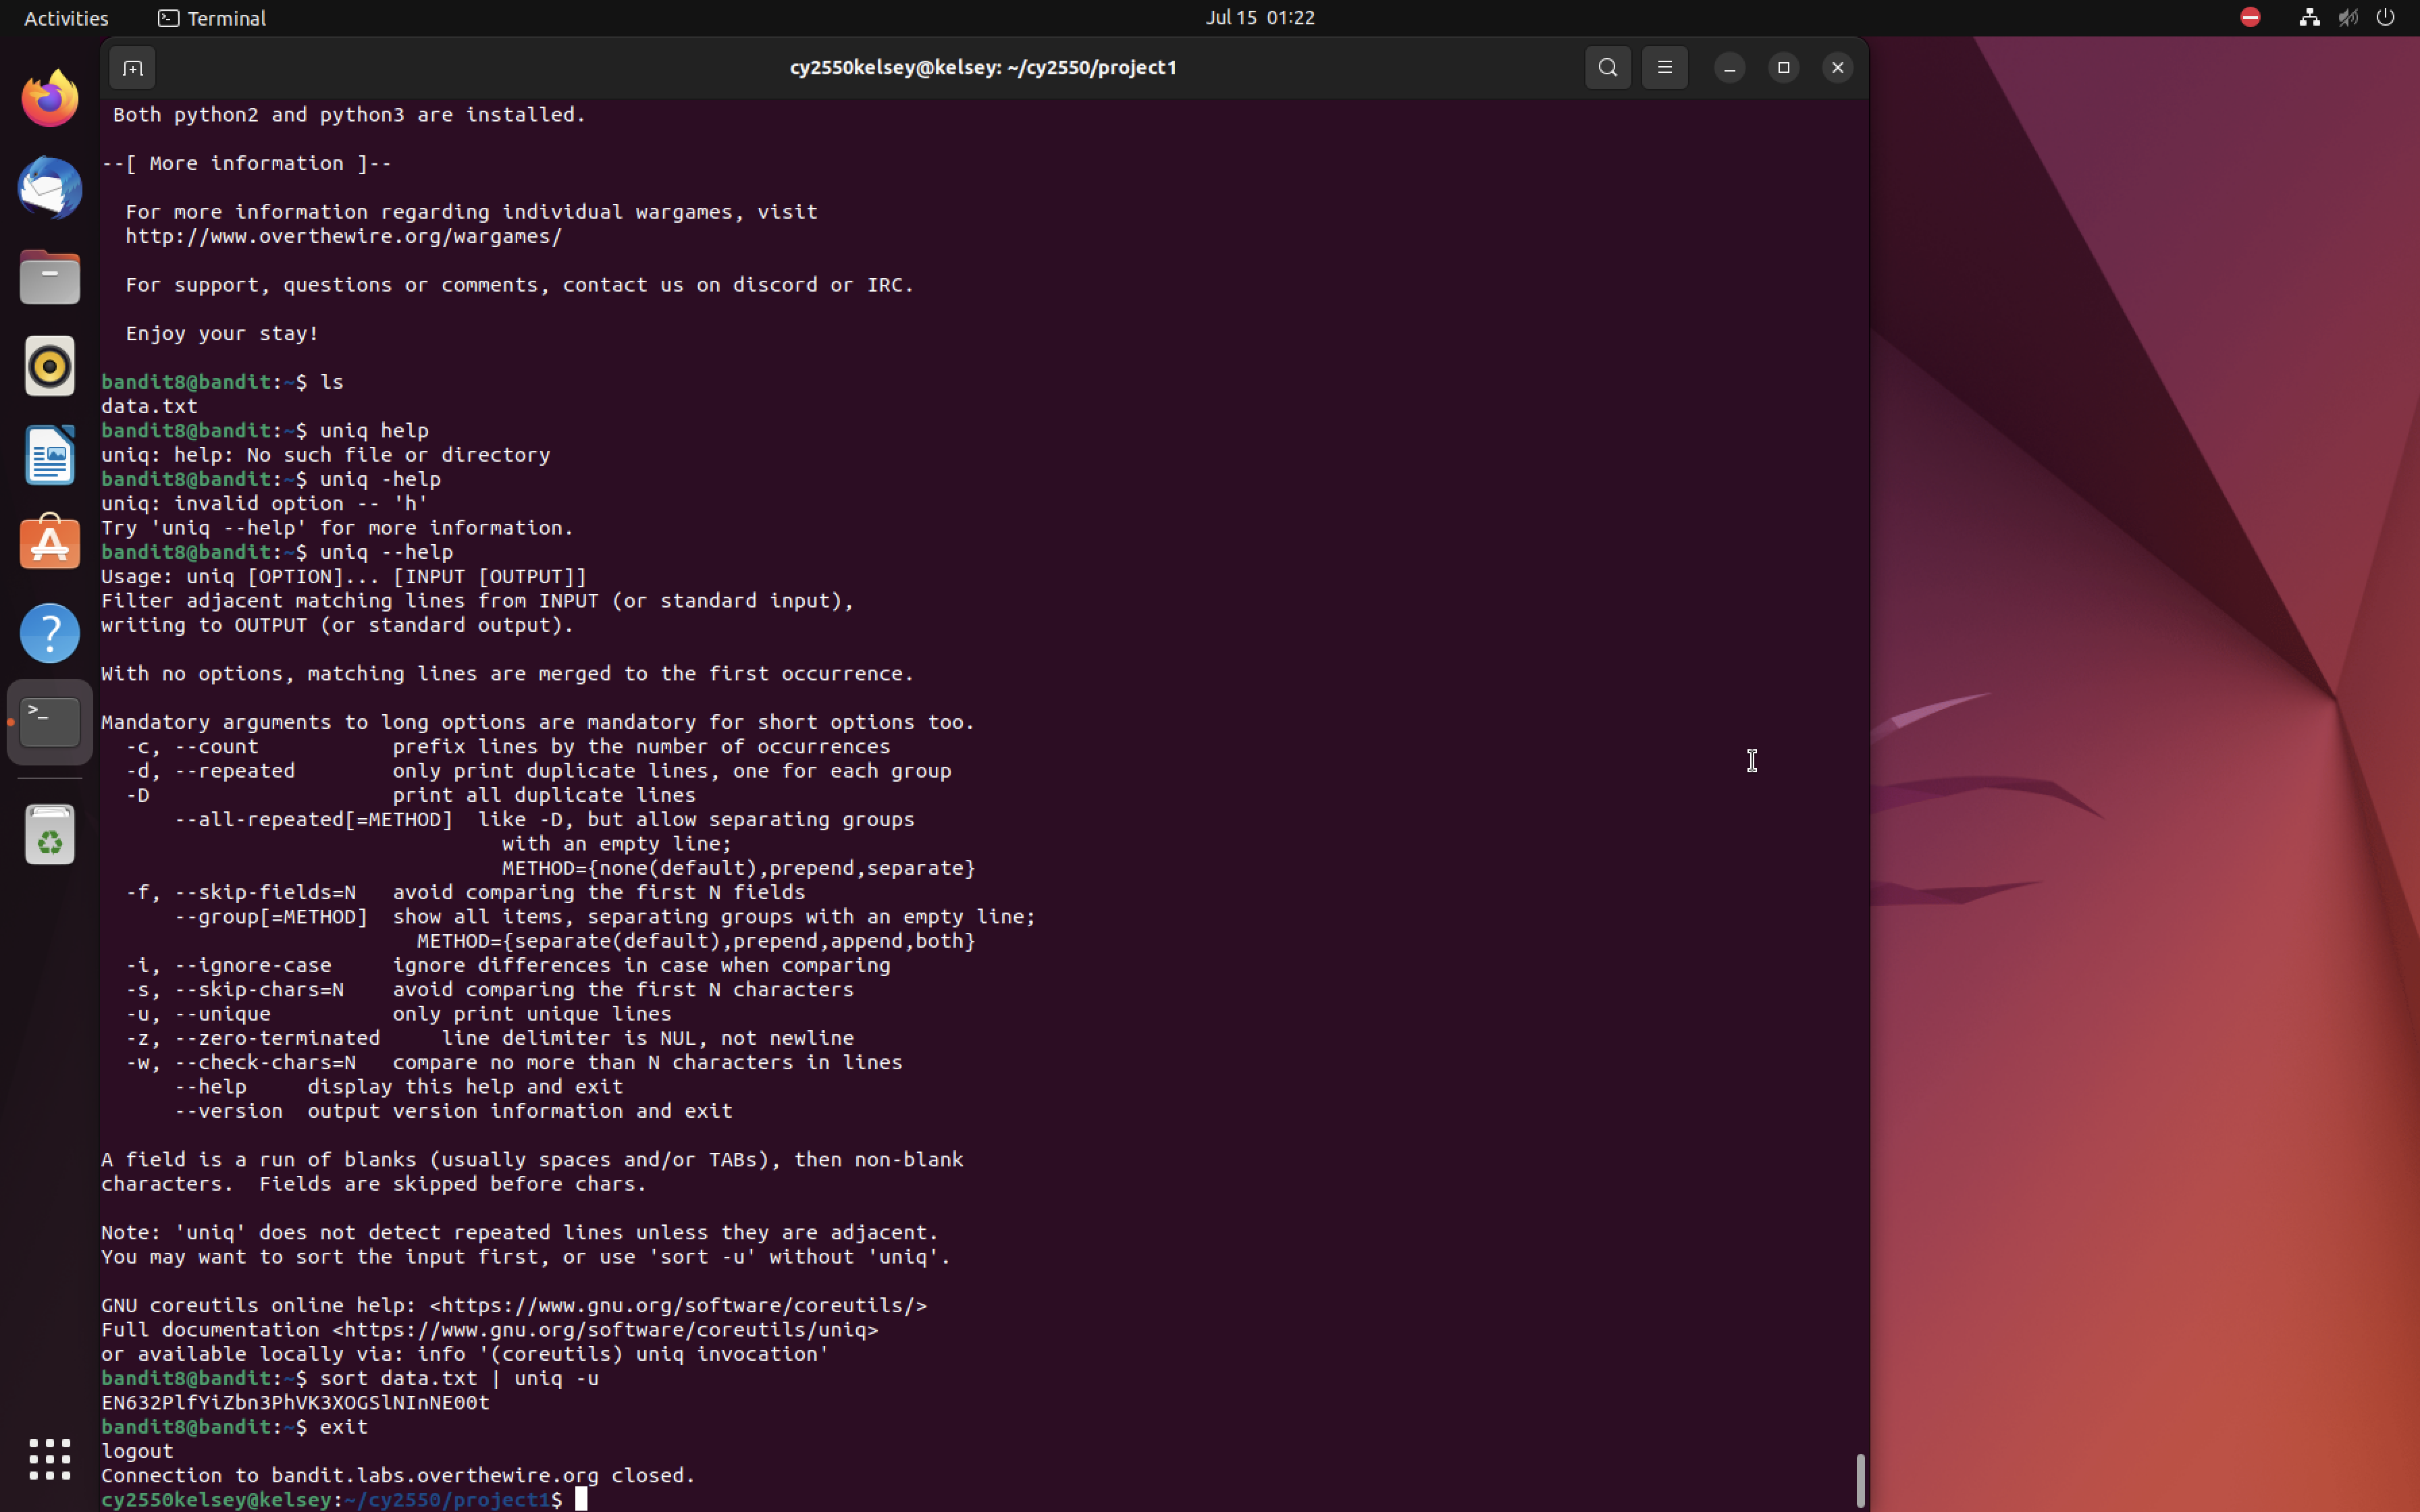 Activities Terminal Jul 15 01:22
cy2550kelsey@kelsey: ~/cy2550/project1
Both python2 and python3 are installed.
--[ More information ]--
For more information regarding individual wargames, visit
http://www.overthewire.org/wargames/
For support, questions or comments, contact us on discord or IRC.
Enjoy your stay!
bandit8@bandit:~$ ls
data.txt
bandit8@bandit:~$ uniq help
uniq: help: No such file or directory
bandit8@bandit:~$ uniq -help
uniq: invalid option -- 'h'
Try 'uniq --help' for more information.
bandit8@bandit:~$ uniq --help
Usage: uniq [OPTION]... [INPUT [OUTPUT]]
Filter adjacent matching lines from INPUT (or standard input),
writing to OUTPUT (or standard output).
With no options, matching lines are merged to the first occurrence.
Mandatory arguments to long options are mandatory for short options too.
-c, --count prefix lines by the number of occurrences
-d, --repeated only print duplicate lines, one for each group
-D print all duplicate lines
--all-repeated[=METHOD] like -D, but allow separating groups
with an empty line;
METHOD={none(default),prepend,separate}
-f, --skip-fields=N avoid comparing the first N fields
--group[=METHOD] show all items, separating groups with an empty line;
METHOD={separate(default),prepend,append,both}
-i, --ignore-case ignore differences in case when comparing
-s, --skip-chars=N avoid comparing the first N characters
-u, --unique only print unique lines
-z, --zero-terminated line delimiter is NUL, not newline
-w, --check-chars=N compare no more than N characters in lines
--help display this help and exit
--version output version information and exit
A field is a run of blanks (usually spaces and/or TABs), then non-blank
characters. Fields are skipped before chars.
Note: 'uniq' does not detect repeated lines unless they are adjacent.
You may want to sort the input first, or use 'sort -u' without 'uniq'.
GNU coreutils online help: <https://www.gnu.org/software/coreutils/>
Full documentation <https://www.gnu.org/software/coreutils/uniq>
or available locally via: info '(coreutils) uniq invocation'
bandit8@bandit:~$ sort data.txt | uniq -u
EN632PlfYiZbn3PhVK3XOGSlNInNE00t
bandit8@bandit:~$ exit
logout
Connection to bandit.labs.overthewire.org closed.
cy2550kelsey@kelsey:~/cy2550/project1$